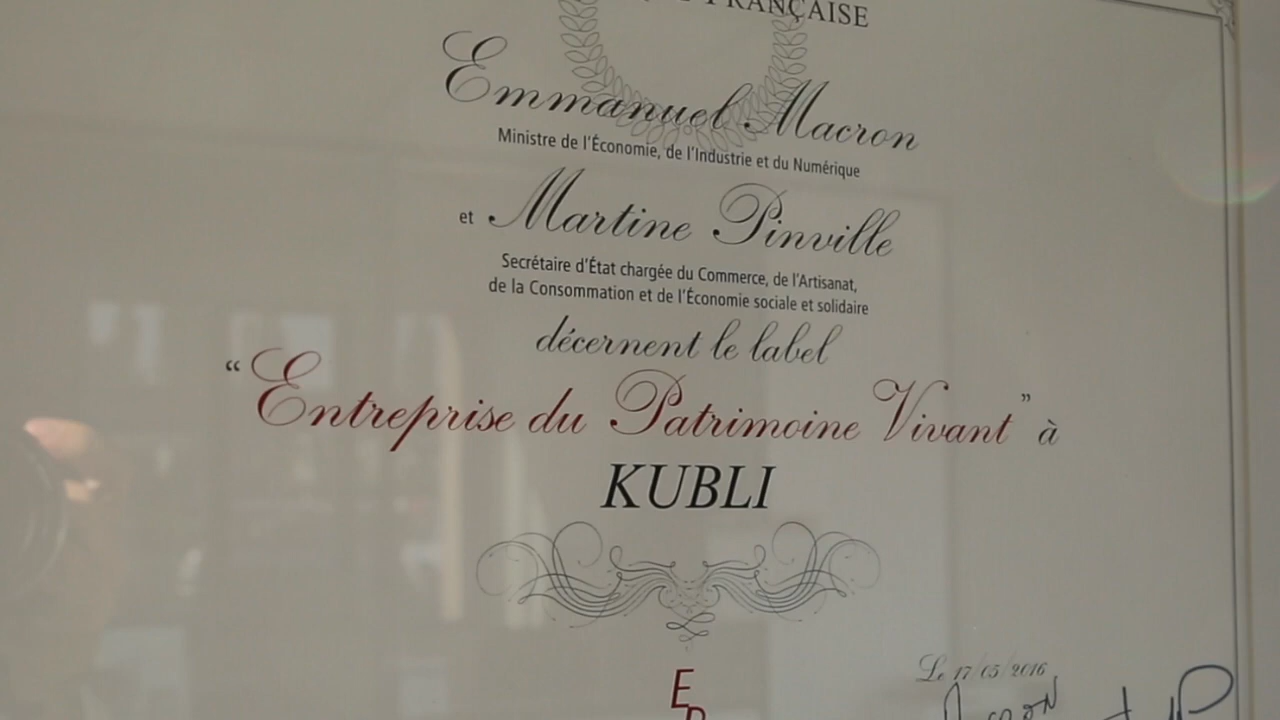 FRANÇAISE
Emmanuel Macron
Ministre de l'Économie, de l'Industrie et du Numérique
et Martine Pinville
Secrétaire d'État chargée du Commerce, de l'Artisanat,
de la Consommation et de l'Économie sociale et solidaire
décernent le label
“Entreprise du Patrimoine Vivant” à
KUBLI
Le 17/05/2016
E